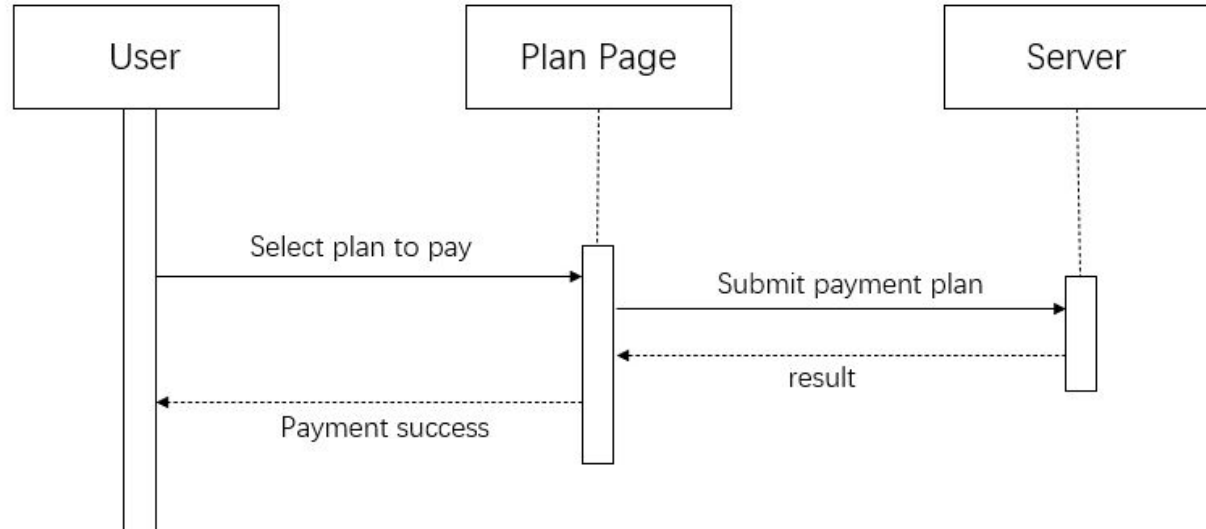 User
Plan Page
Server
Select plan to pay
Submit payment plan
result
Payment success